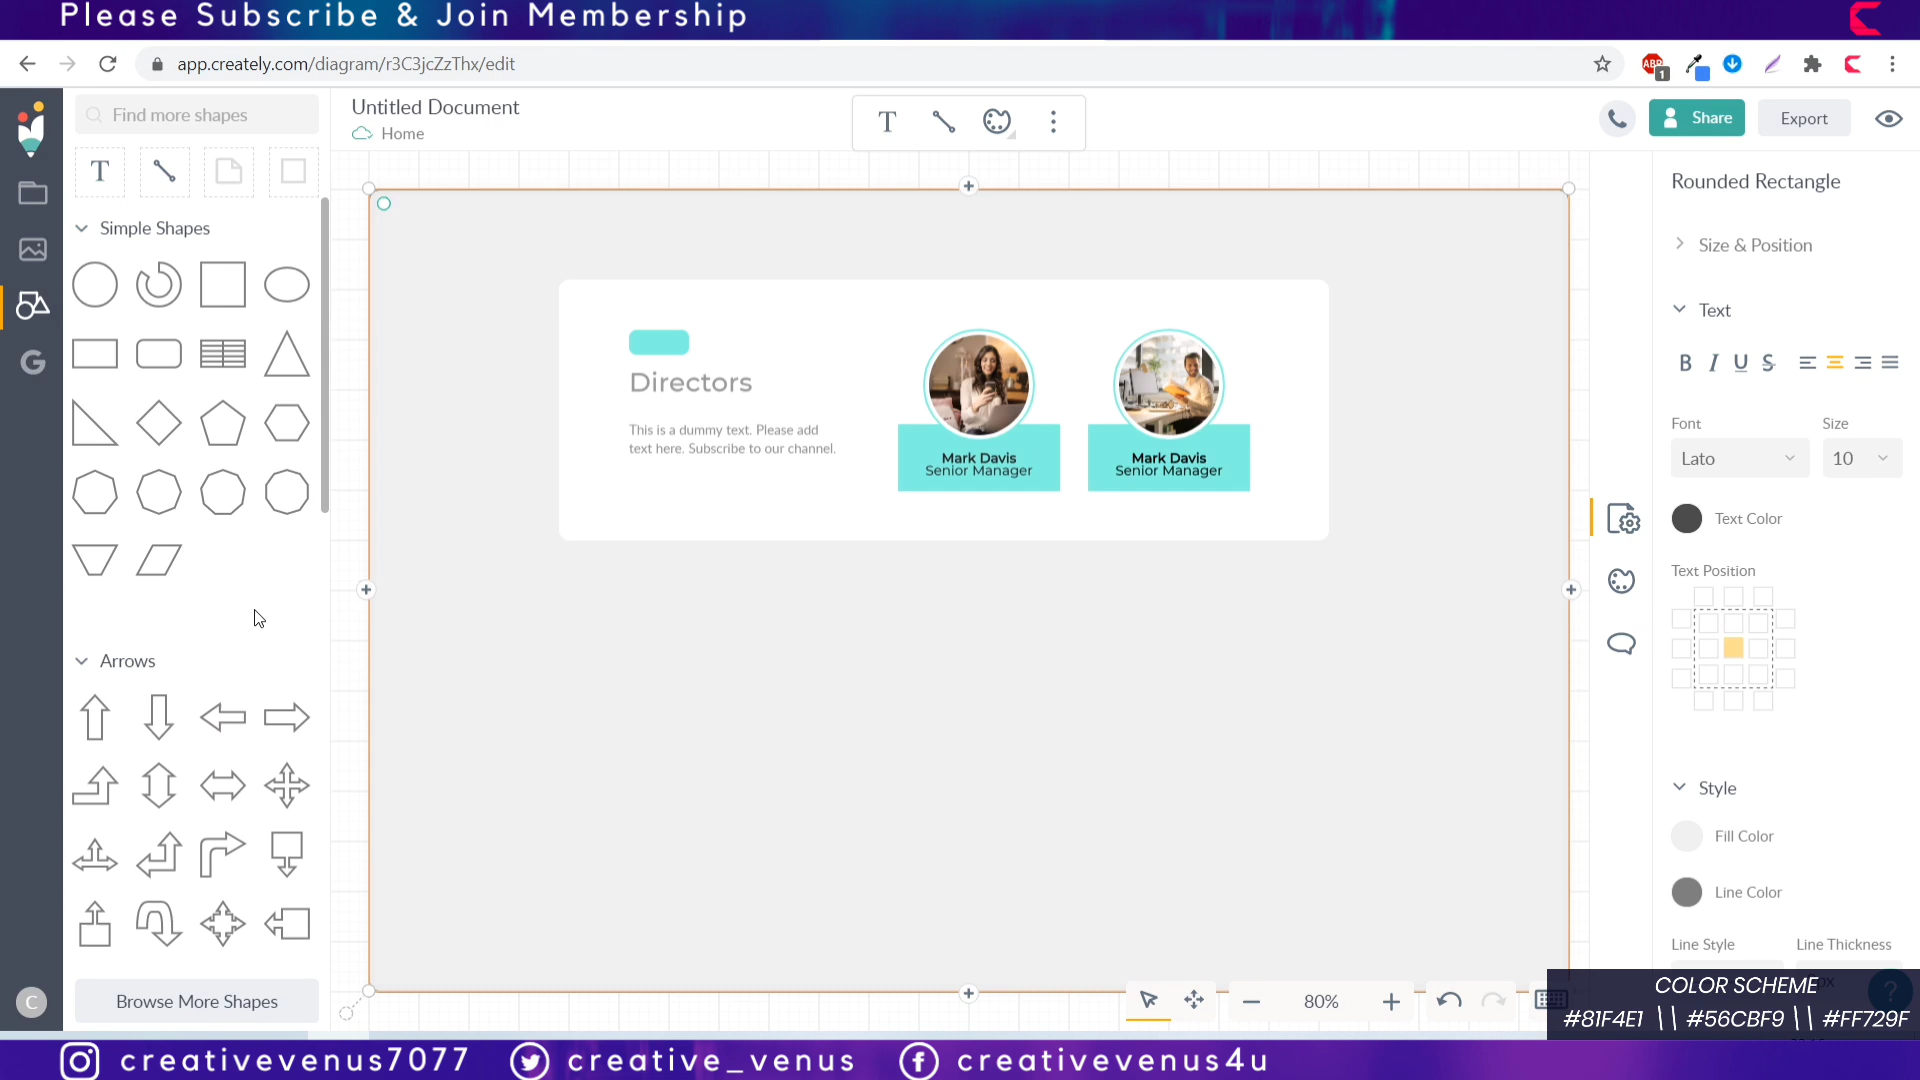 Please Subscribe & Join Membership
app.creately.com/diagram/r3C3jcZzThx/edit
ABP
1
Find more shapes
Untitled Document
Home
T
Share
Export
T
Simple Shapes
Arrows
Browse More Shapes
C
Directors
This is a dummy text. Please add
text here. Subscribe to our channel.
Mark Davis
Senior Manager
Mark Davis
Senior Manager
80%
Rounded Rectangle
Size & Position
Text
B I U S
Font
Size
Lato
10
Text Color
Text Position
Style
Fill Color
Line Color
Line Style
Line Thickness
?
COLOR SCHEME
#81F4E1 \\ #56CBF9 \\ #FF729F
creativevenus7077
creative_venus
creativevenus4u